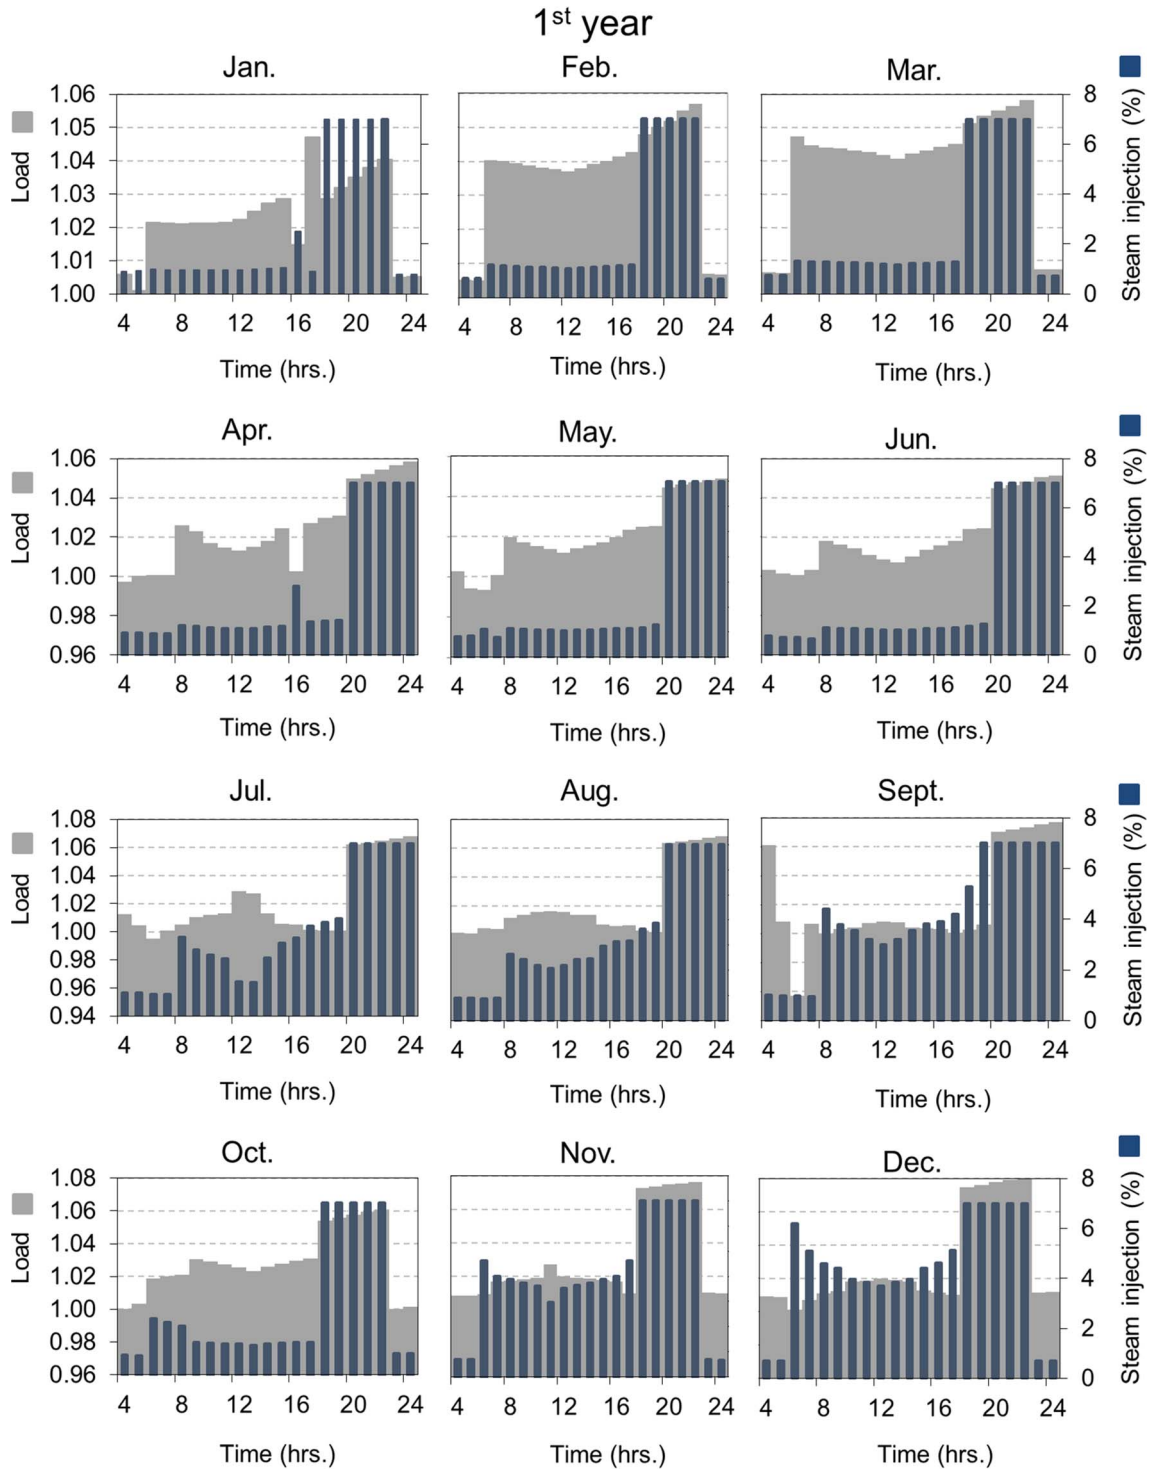 1st year
Jan. Feb. Mar.
1.06 8
1.05
1.04 6
1.03 4
1.02
1.01 2
1.00 0
Load
Steam injection (%)
4 8 12 16 20 24 4 8 12 16 20 24 4 8 12 16 20 24
Time (hrs.) Time (hrs.) Time (hrs.)
Apr. May. Jun.
1.06 8
1.04 6
1.02
1.00 4
0.98 2
0.96 0
Load
Steam injection (%)
4 8 12 16 20 24 4 8 12 16 20 24 4 8 12 16 20 24
Time (hrs.) Time (hrs.) Time (hrs.)
Jul. Aug. Sept.
1.08 8
1.06
1.04 6
1.02
1.00 4
0.98
0.96 2
0.94 0
Load
Steam injection (%)
4 8 12 16 20 24 4 8 12 16 20 24 4 8 12 16 20 24
Time (hrs.) Time (hrs.) Time (hrs.)
Oct. Nov. Dec.
1.08 8
1.06
1.04 6
1.02 4
1.00
0.98 2
0.96 0
Load
Steam injection (%)
4 8 12 16 20 24 4 8 12 16 20 24 4 8 12 16 20 24
Time (hrs.) Time (hrs.) Time (hrs.)